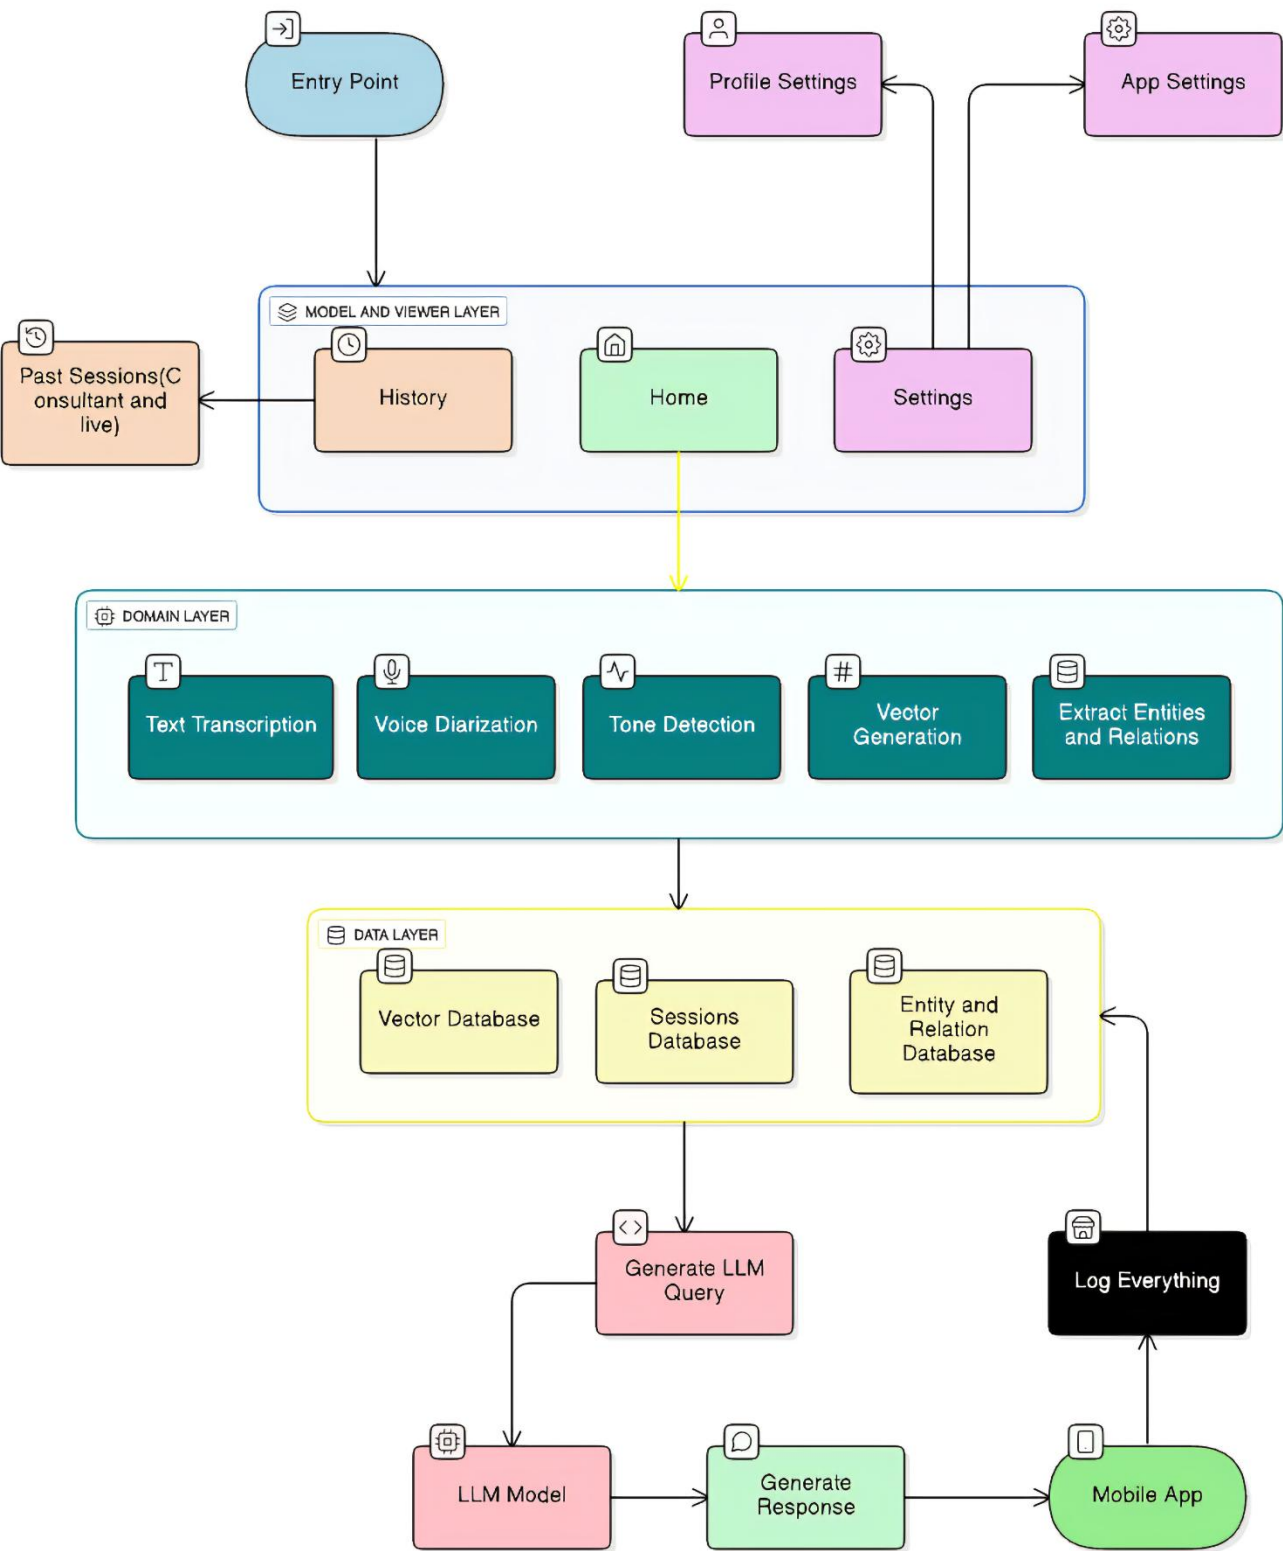 Entry Point
Profile Settings
App Settings
MODEL AND VIEWER LAYER
Past Sessions(C
onsultant and
live)
History
Home
Settings
DOMAIN LAYER
Text Transcription
Voice Diarization
Tone Detection
Vector
Generation
Extract Entities
and Relations
DATA LAYER
Vector Database
Sessions
Database
Entity and
Relation
Database
Generate LLM
Query
Log Everything
LLM Model
Generate
Response
Mobile App